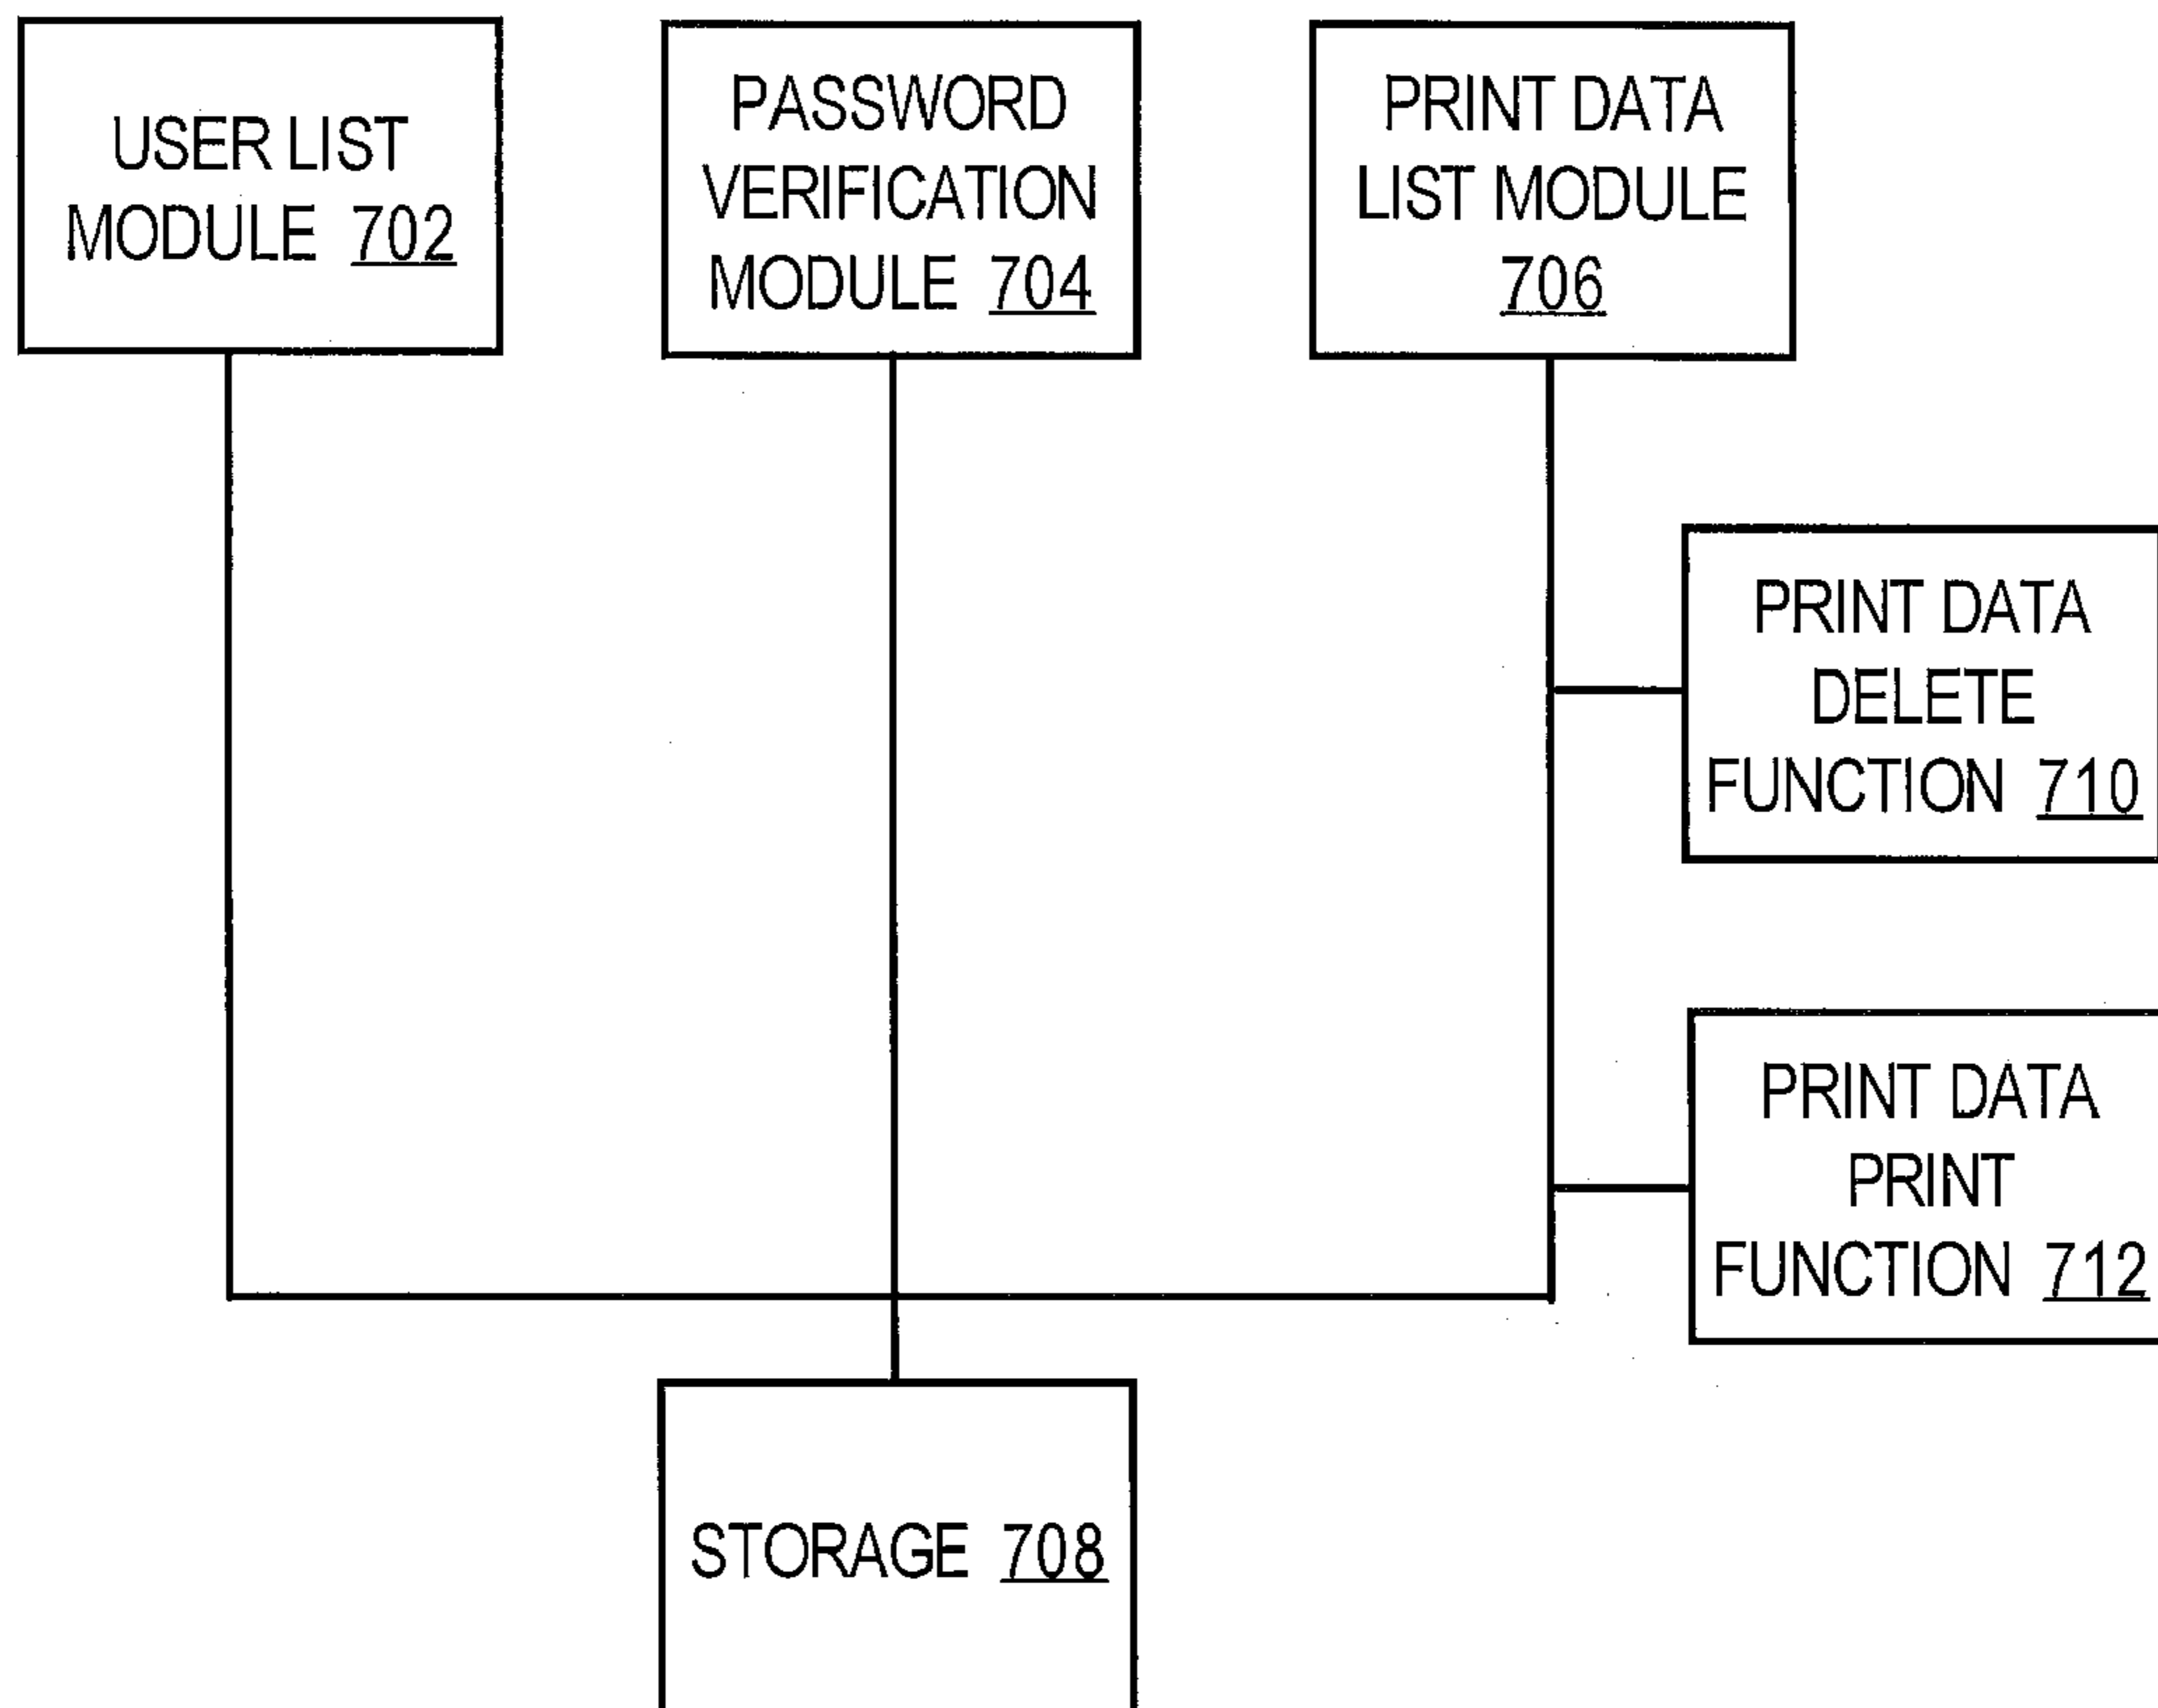 USER LIST
MODULE 702
PASSWORD
VERIFICATION
MODULE 704
PRINT DATA
LIST MODULE
706
PRINT DATA
DELETE
FUNCTION 710
PRINT DATA
PRINT
FUNCTION 712
STORAGE 708